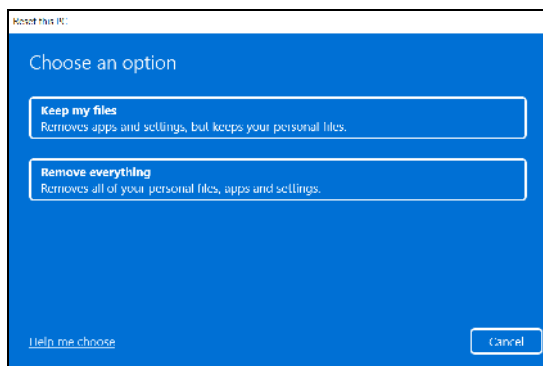 Reset this PC
Choose an option
Keep my files
Removes apps and settings, but keeps your personal files.
Remove everything
Removes all of your personal files, apps and settings.
Help me choose
Cancel